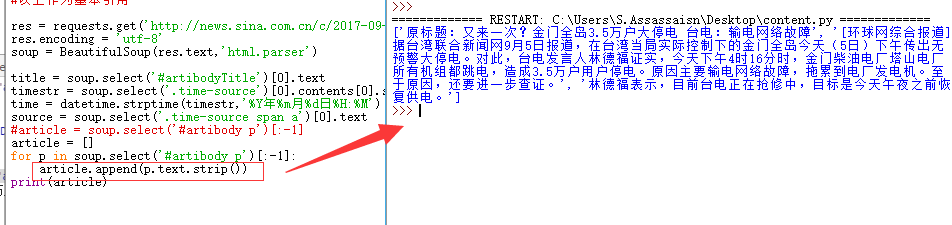 res = requests.get('http://news.sina.com.cn/c/2017-09-
res.encoding = 'utf-8'
soup = BeautifulSoup(res.text,'html.parser')
title = soup.select('#artibodyTitle')[0].text
timestr = soup.select('.time-source')[0].contents[0].s
time = datetime.strptime(timestr,'%Y年%m月%d日%H:%M')
source = soup.select('.time-source span a')[0].text
#article = soup.select('#artibody p')[:-1]
article = []
for p in soup.select('#artibody p')[:-1]:
article.append(p.text.strip())
print(article)
>>>
============= RESTART: C:\Users\S.Assassaisn\Desktop\content.py =============
['原标题：又来一次？金门全岛3.5万户大停电 台电：输电网络故障', '[环球网综合报道]
据台湾联合新闻网9月5日报道，在台湾当局实际控制下的金门全岛今天（5日）下午传出无
预警大停电。对此，台电发言人林德福证实，今天下午4时16分时，金门柴油电厂塔山电厂
所有机组都跳电，造成3.5万户用户停电。原因主要输电网络故障，拖累到电厂发电机。至
于原因，还要进一步查证。', '林德福表示，目前台电正在抢修中，目标是今天午夜之前恢
复供电。']
>>>